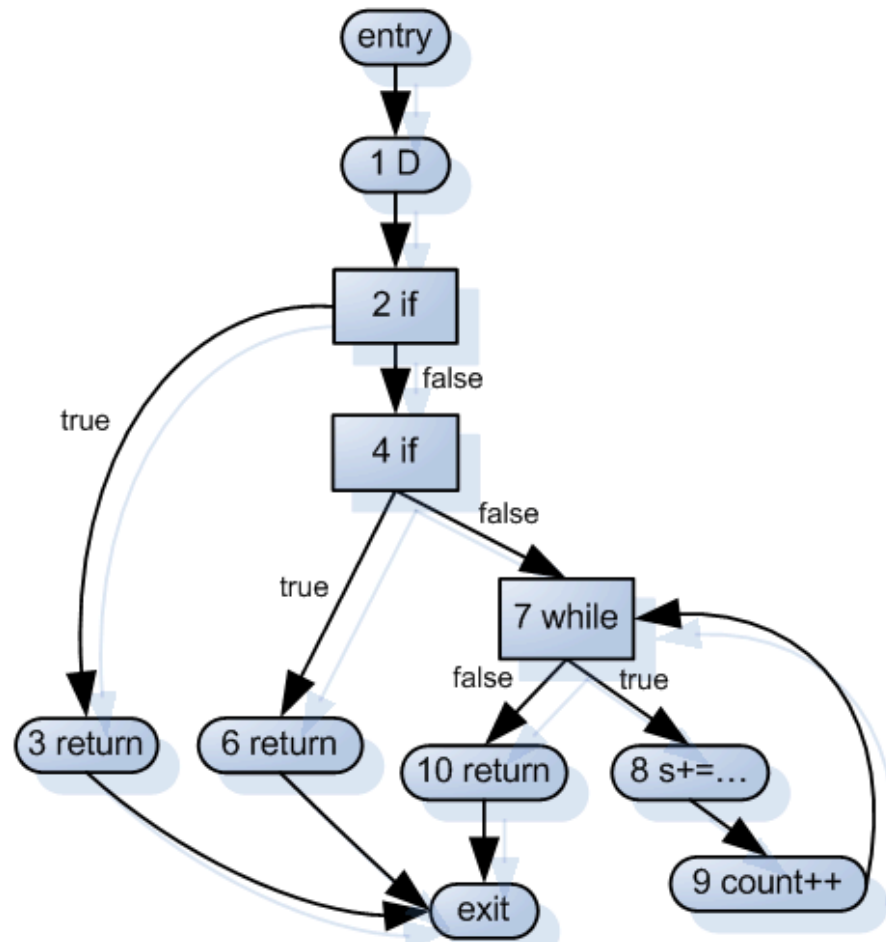 entry
1 D
2 if
false
true
4 if
false
true
7 while
false
true
3 return
6 return
10 return
8 s+=…
9 count++
exit